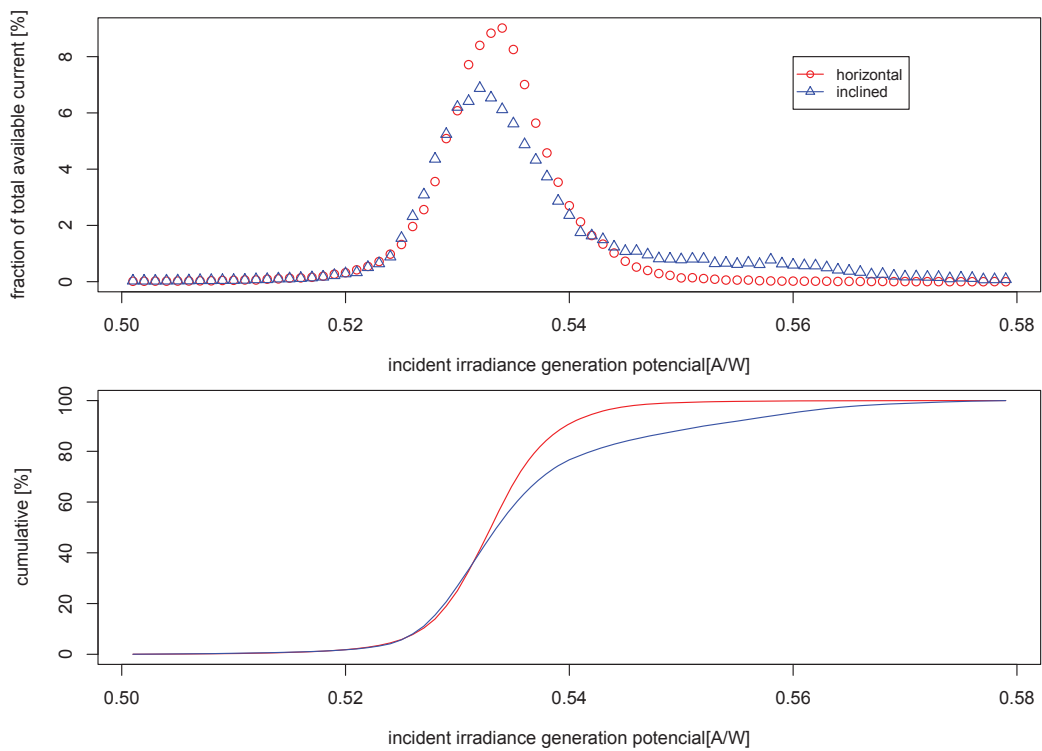 fraction of total available current [%]
8
6
4
2
0
horizontal
inclined
0.50 0.52 0.54 0.56 0.58
incident irradiance generation potencial[A/W]
cumulative [%]
100
80
60
40
20
0
0.50 0.52 0.54 0.56 0.58
incident irradiance generation potencial[A/W]